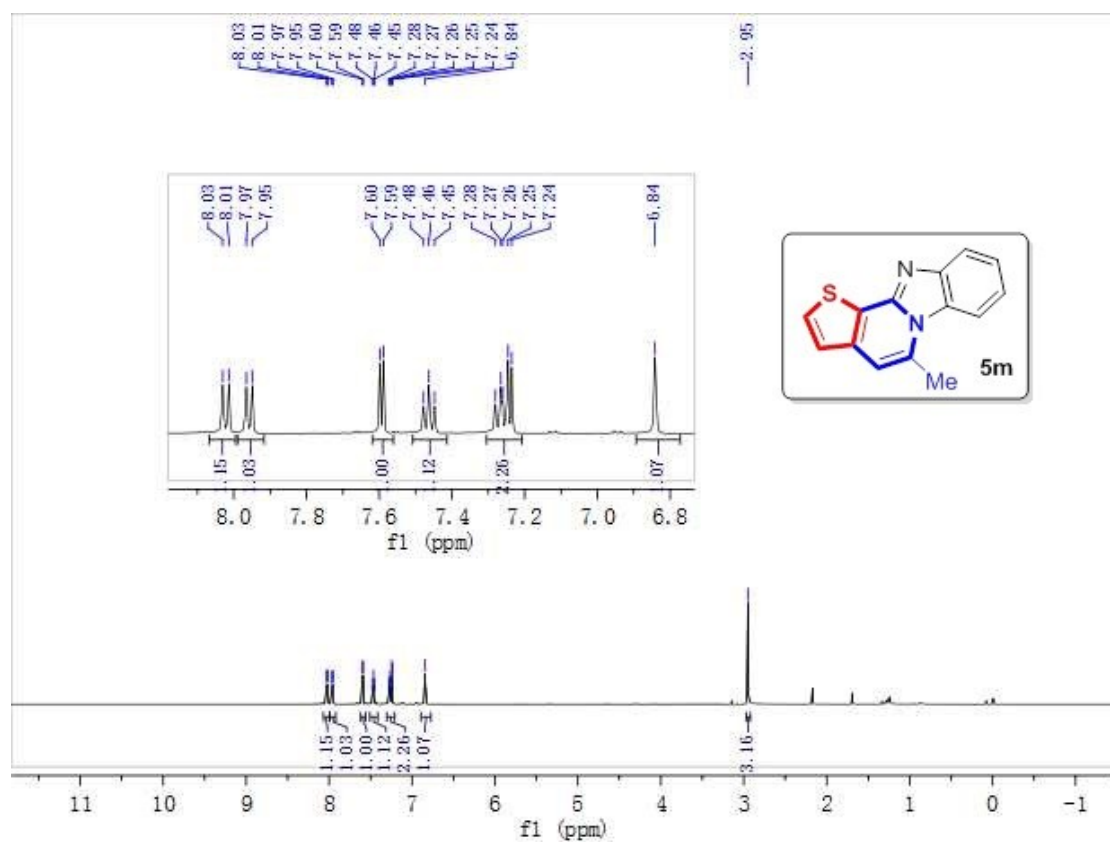 8.03 8.01 7.97 7.95 7.60 7.59 7.48 7.46 7.45 7.28 7.27 7.26 7.25 7.24 6.84 2.95
8.03 8.01 7.97 7.95 7.60 7.59 7.48 7.46 7.45 7.28 7.27 7.26 7.25 7.24 6.84
1.03 1.12 2.26
8.0 7.8 7.6 7.4 7.2 7.0 6.8
f1 (ppm)
N
S
N
Me 5m
1.15 1.03 1.00 1.12 2.26 1.07 3.16
11 10 9 8 7 6 5 4 3 2 1 0 -1
f1 (ppm)